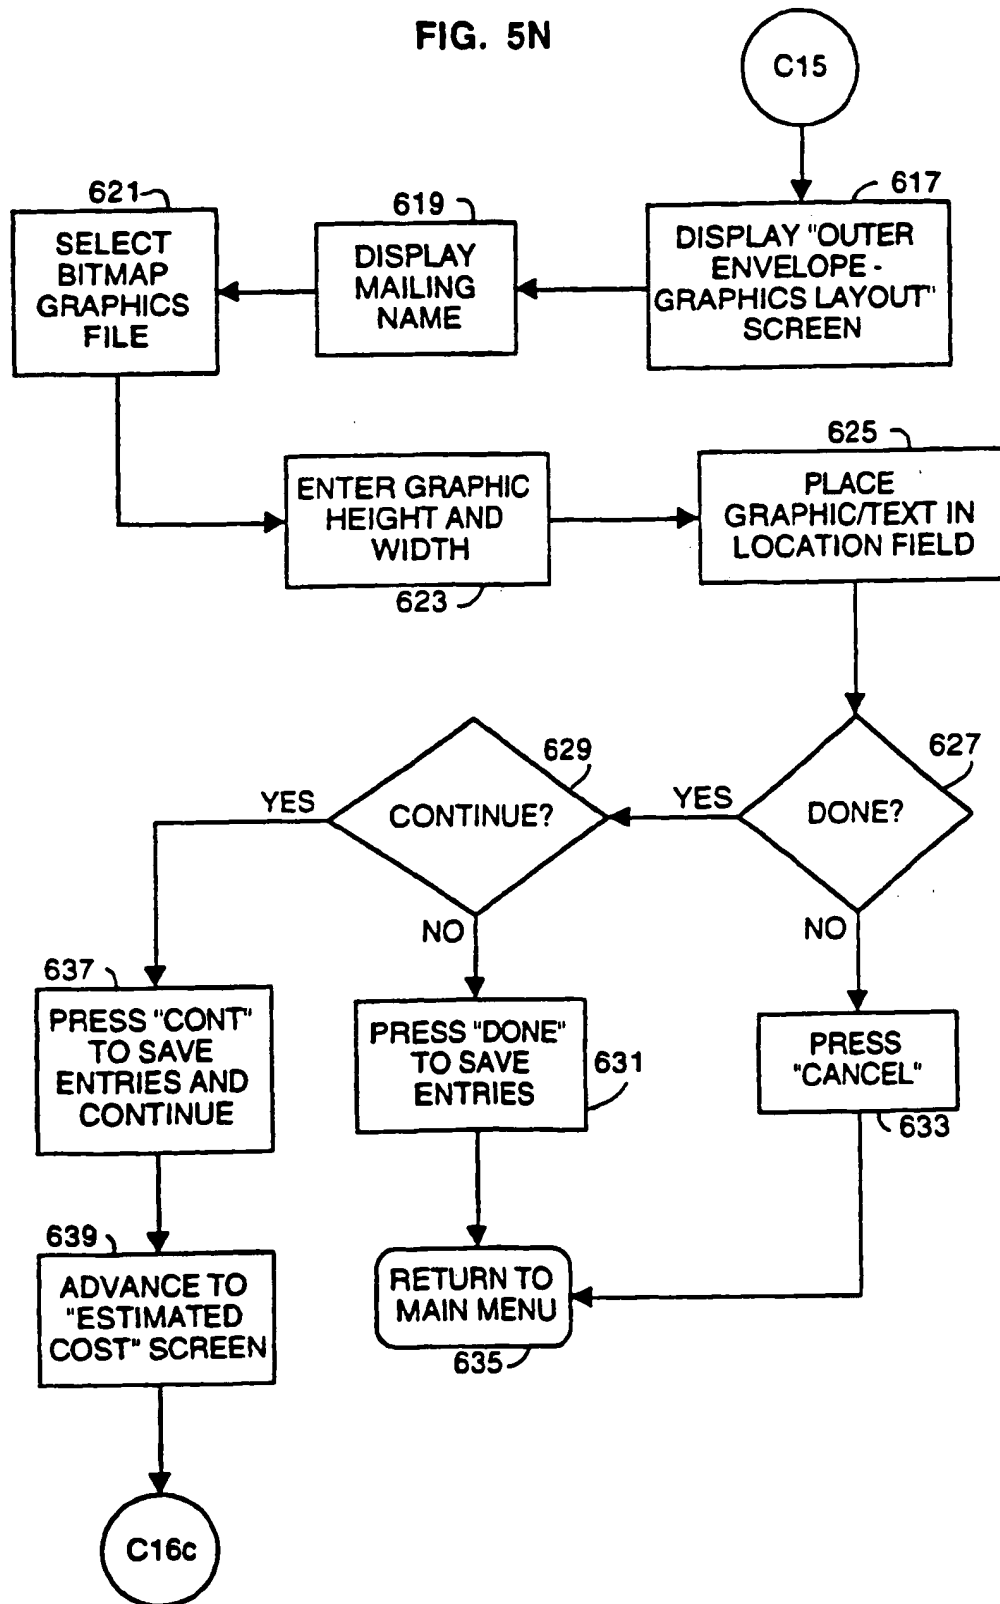 FIG. 5N
C15
617
DISPLAY "OUTER
ENVELOPE -
GRAPHICS LAYOUT"
SCREEN
619
DISPLAY
MAILING
NAME
621
SELECT
BITMAP
GRAPHICS
FILE
ENTER GRAPHIC
HEIGHT AND
WIDTH
623
625
PLACE
GRAPHIC/TEXT IN
LOCATION FIELD
627
DONE?
YES
NO
629
CONTINUE?
YES
NO
637
PRESS "CONT"
TO SAVE
ENTRIES AND
CONTINUE
PRESS "DONE"
TO SAVE
ENTRIES
631
PRESS
"CANCEL"
633
639
ADVANCE TO
"ESTIMATED
COST" SCREEN
RETURN TO
MAIN MENU
635
C16c